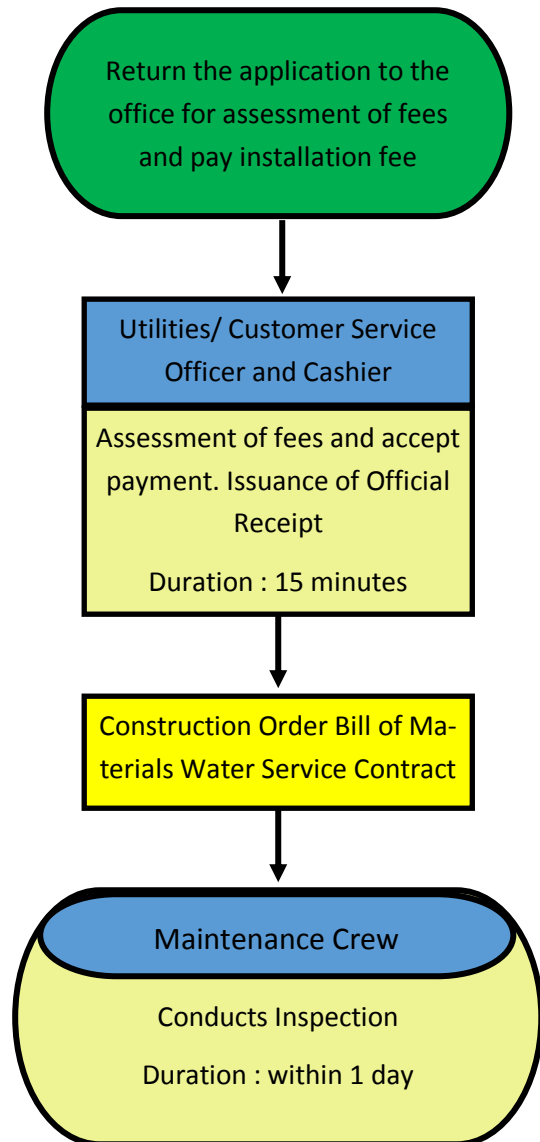 Return the application to the
office for assessment of fees
and pay installation fee
Utilities/ Customer Service
Officer and Cashier
Assessment of fees and accept
payment. Issuance of Official
Receipt
Duration : 15 minutes
Construction Order Bill of Ma-
terials Water Service Contract
Maintenance Crew
Conducts Inspection
Duration : within 1 day